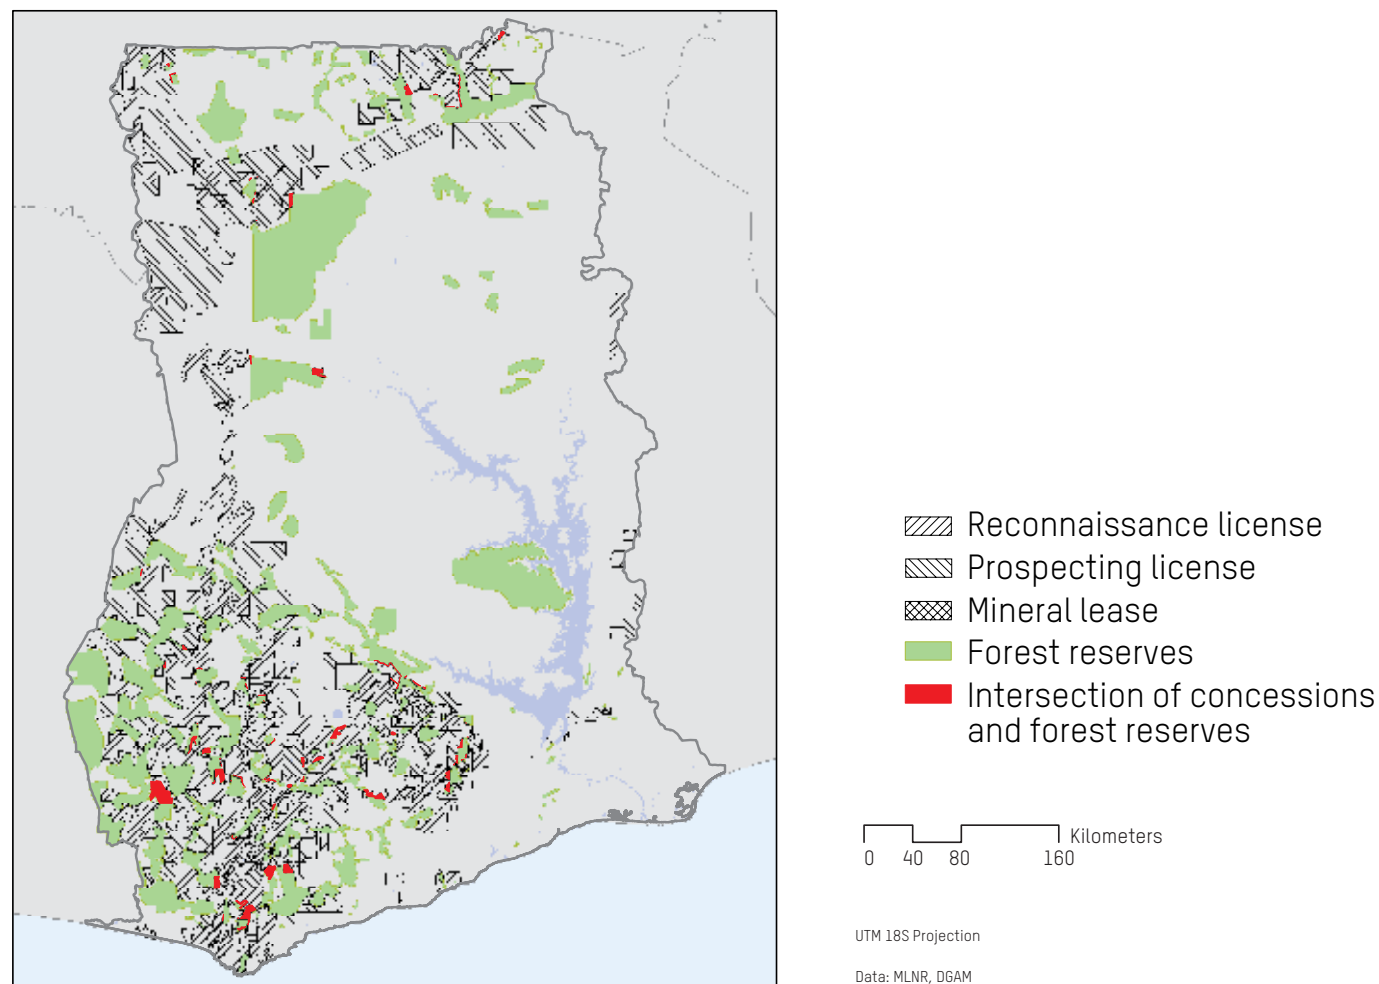 Reconnaissance license
Prospecting license
Mineral lease
Forest reserves
Intersection of concessions
and forest reserves
Kilometers
0 40 80 160
UTM 18S Projection
Data: MLNR, DGAM